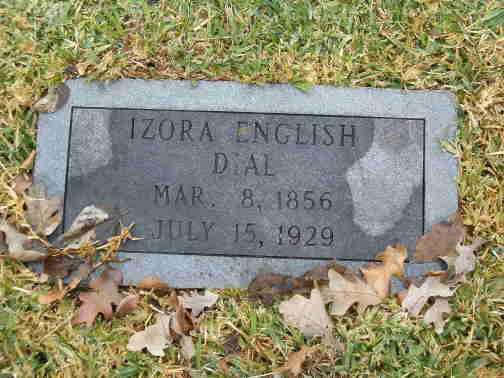 IZORA ENGLISH
DIAL
MAR. 8, 1856
JULY 15, 1929